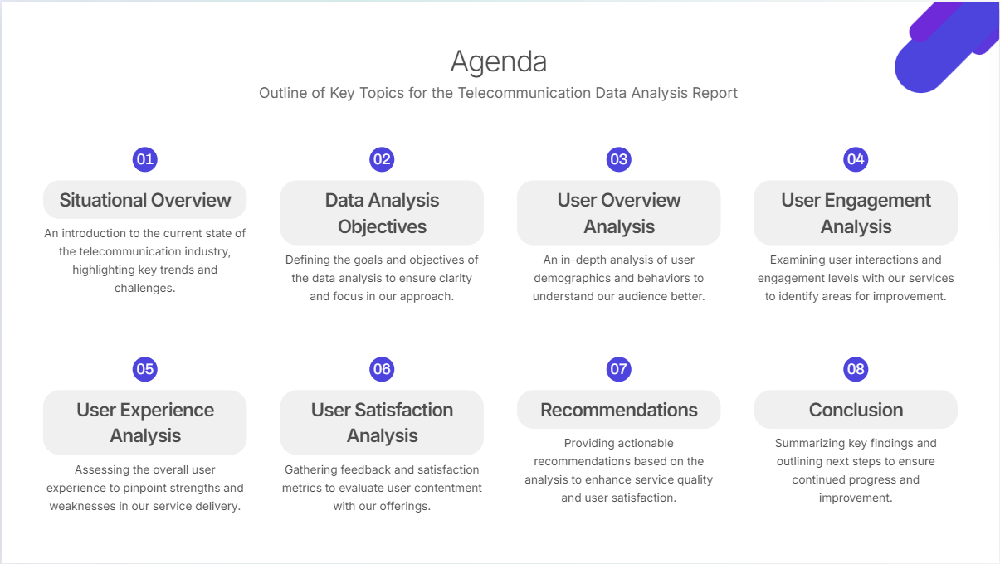 Agenda
Outline of Key Topics for the Telecommunication Data Analysis Report
01
Situational Overview
An introduction to the current state of
the telecommunication industry,
highlighting key trends and
challenges.
02
Data Analysis
Objectives
Defining the goals and objectives of
the data analysis to ensure clarity
and focus in our approach.
03
User Overview
Analysis
An in-depth analysis of user
demographics and behaviors to
understand our audience better.
04
User Engagement
Analysis
Examining user interactions and
engagement levels with our services
to identify areas for improvement.
05
User Experience
Analysis
Assessing the overall user
experience to pinpoint strengths and
weaknesses in our service delivery.
06
User Satisfaction
Analysis
Gathering feedback and satisfaction
metrics to evaluate user contentment
with our offerings.
07
Recommendations
Providing actionable
recommendations based on the
analysis to enhance service quality
and user satisfaction.
08
Conclusion
Summarizing key findings and
outlining next steps to ensure
continued progress and
improvement.